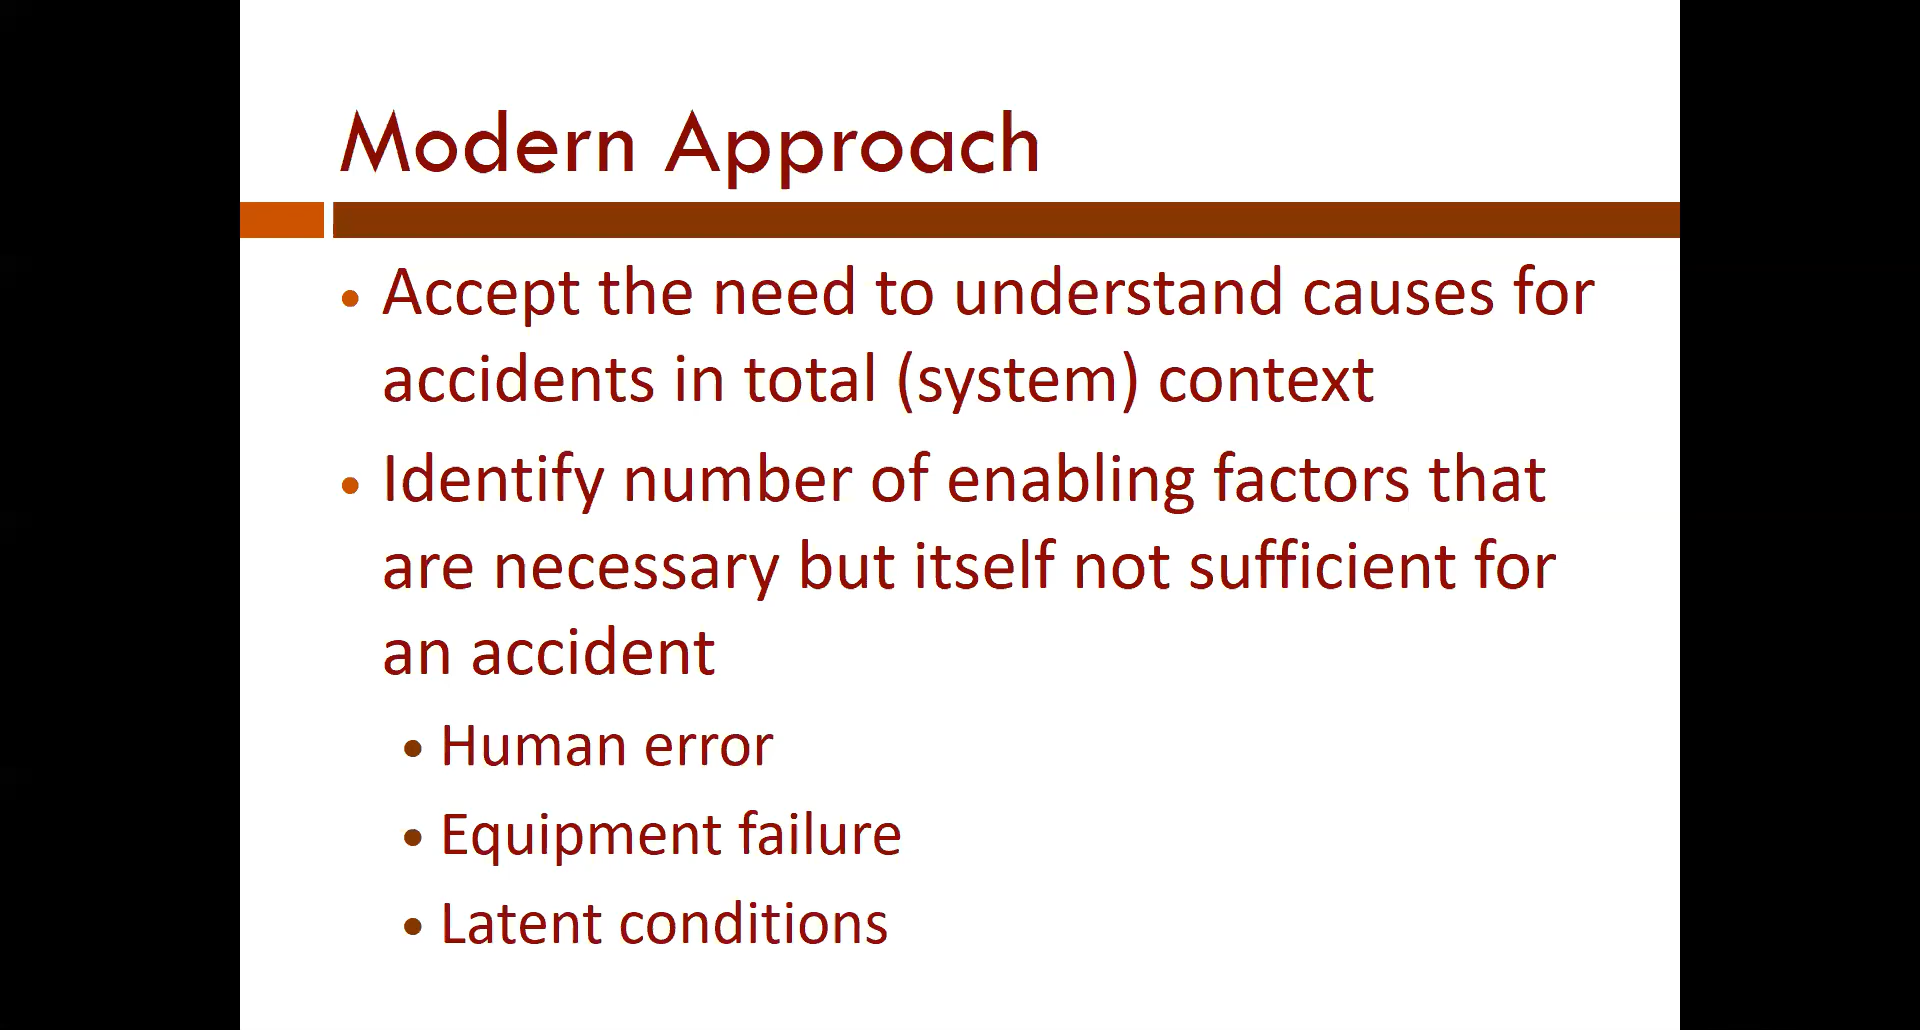 Modern Approach
• Accept the need to understand causes for
accidents in total (system) context
• Identify number of enabling factors that
are necessary but itself not sufficient for
an accident
• Human error
• Equipment failure
• Latent conditions